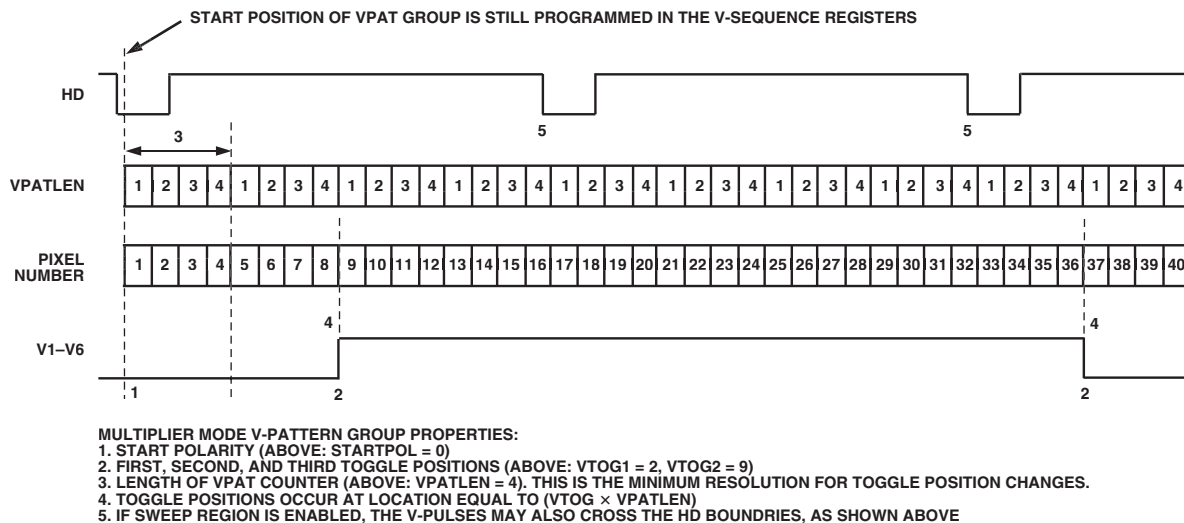 START POSITION OF VPAT GROUP IS STILL PROGRAMMED IN THE V-SEQUENCE REGISTERS
HD
5
5
3
VPATLEN
1 2 3 4 1 2 3 4 1 2 3 4 1 2 3 4 1 2 3 4 1 2 3 4 1 2 3 4 1 2 3 4 1 2 3 4 1 2 3 4
PIXEL
NUMBER
1 2 3 4 5 6 7 8 9 10 11 12 13 14 15 16 17 18 19 20 21 22 23 24 25 26 27 28 29 30 31 32 33 34 35 36 37 38 39 40
4
4
V1–V6
1
2
2
MULTIPLIER MODE V-PATTERN GROUP PROPERTIES:
1. START POLARITY (ABOVE: STARTPOL = 0)
2. FIRST, SECOND, AND THIRD TOGGLE POSITIONS (ABOVE: VTOG1 = 2, VTOG2 = 9)
3. LENGTH OF VPAT COUNTER (ABOVE: VPATLEN = 4). THIS IS THE MINIMUM RESOLUTION FOR TOGGLE POSITION CHANGES.
4. TOGGLE POSITIONS OCCUR AT LOCATION EQUAL TO (VTOG × VPATLEN)
5. IF SWEEP REGION IS ENABLED, THE V-PULSES MAY ALSO CROSS THE HD BOUNDRIES, AS SHOWN ABOVE